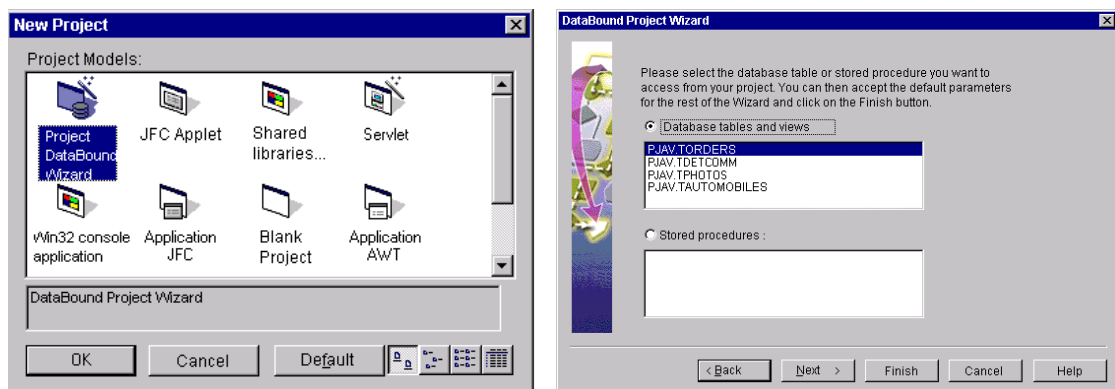 New Project
Project Models:
Project
DataBound
Wizard
JFC Applet
Shared
libraries...
Servlet
Win32 console
application
Application
JFC
Blank
Project
Application
AWT
DataBound Project Wizard
OK
Cancel
Default
DataBound Project Wizard
Please select the database table or stored procedure you want to
access from your project. You can then accept the default parameters
for the rest of the Wizard and click on the Finish button.
Database tables and views
PJAV.TORDERS
PJAV.TDETCOMM
PJAV.TPHOTOS
PJAV.TAUTOMOBILES
Stored procedures :
< Back
Next >
Finish
Cancel
Help